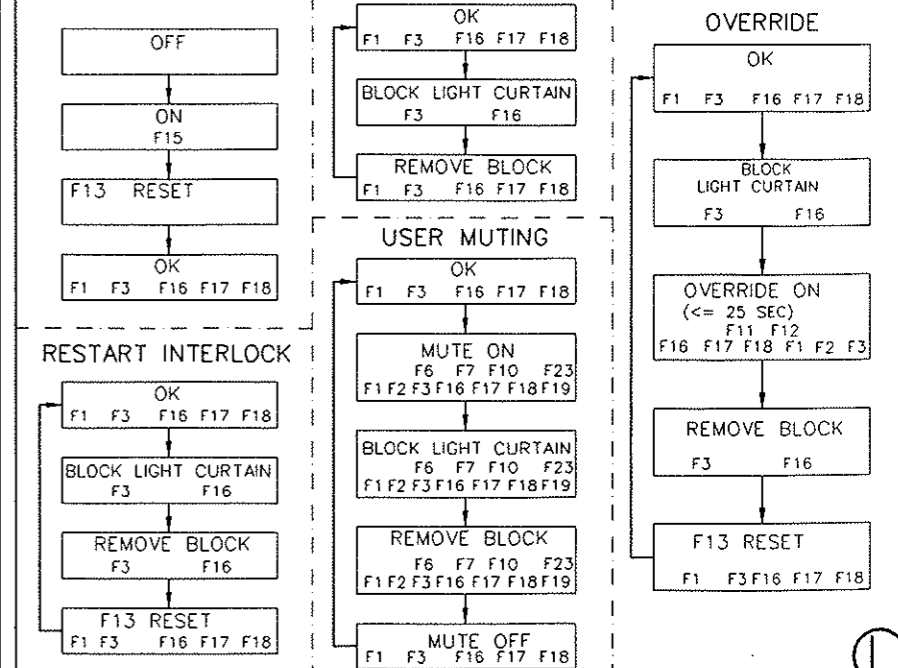 OFF
ON
F15
F13 RESET
OK
F1 F3 F16 F17 F18
RESTART INTERLOCK
OK
F1 F3 F16 F17 F18
BLOCK LIGHT CURTAIN
F3 F16
REMOVE BLOCK
F3 F16
F13 RESET
F1 F3 F16 F17 F18
OK
F1 F3 F16 F17 F18
BLOCK LIGHT CURTAIN
F3 F16
REMOVE BLOCK
F1 F3 F16 F17 F18
USER MUTING
OK
F1 F3 F16 F17 F18
MUTE ON
F6 F7 F10 F23
F1 F2 F3 F16 F17 F18 F19
BLOCK LIGHT CURTAIN
F6 F7 F10 F23
F1 F2 F3 F16 F17 F18 F19
REMOVE BLOCK
F6 F7 F10 F23
F1 F2 F3 F16 F17 F18 F19
MUTE OFF
F1 F3 F16 F17 F18
OVERRIDE
OK
F1 F3 F16 F17 F18
BLOCK
LIGHT CURTAIN
F3 F16
OVERRIDE ON
(<= 25 SEC)
F11 F12
F16 F17 F18 F1 F2 F3
REMOVE BLOCK
F3 F16
F13 RESET
F1 F3 F16 F17 F18